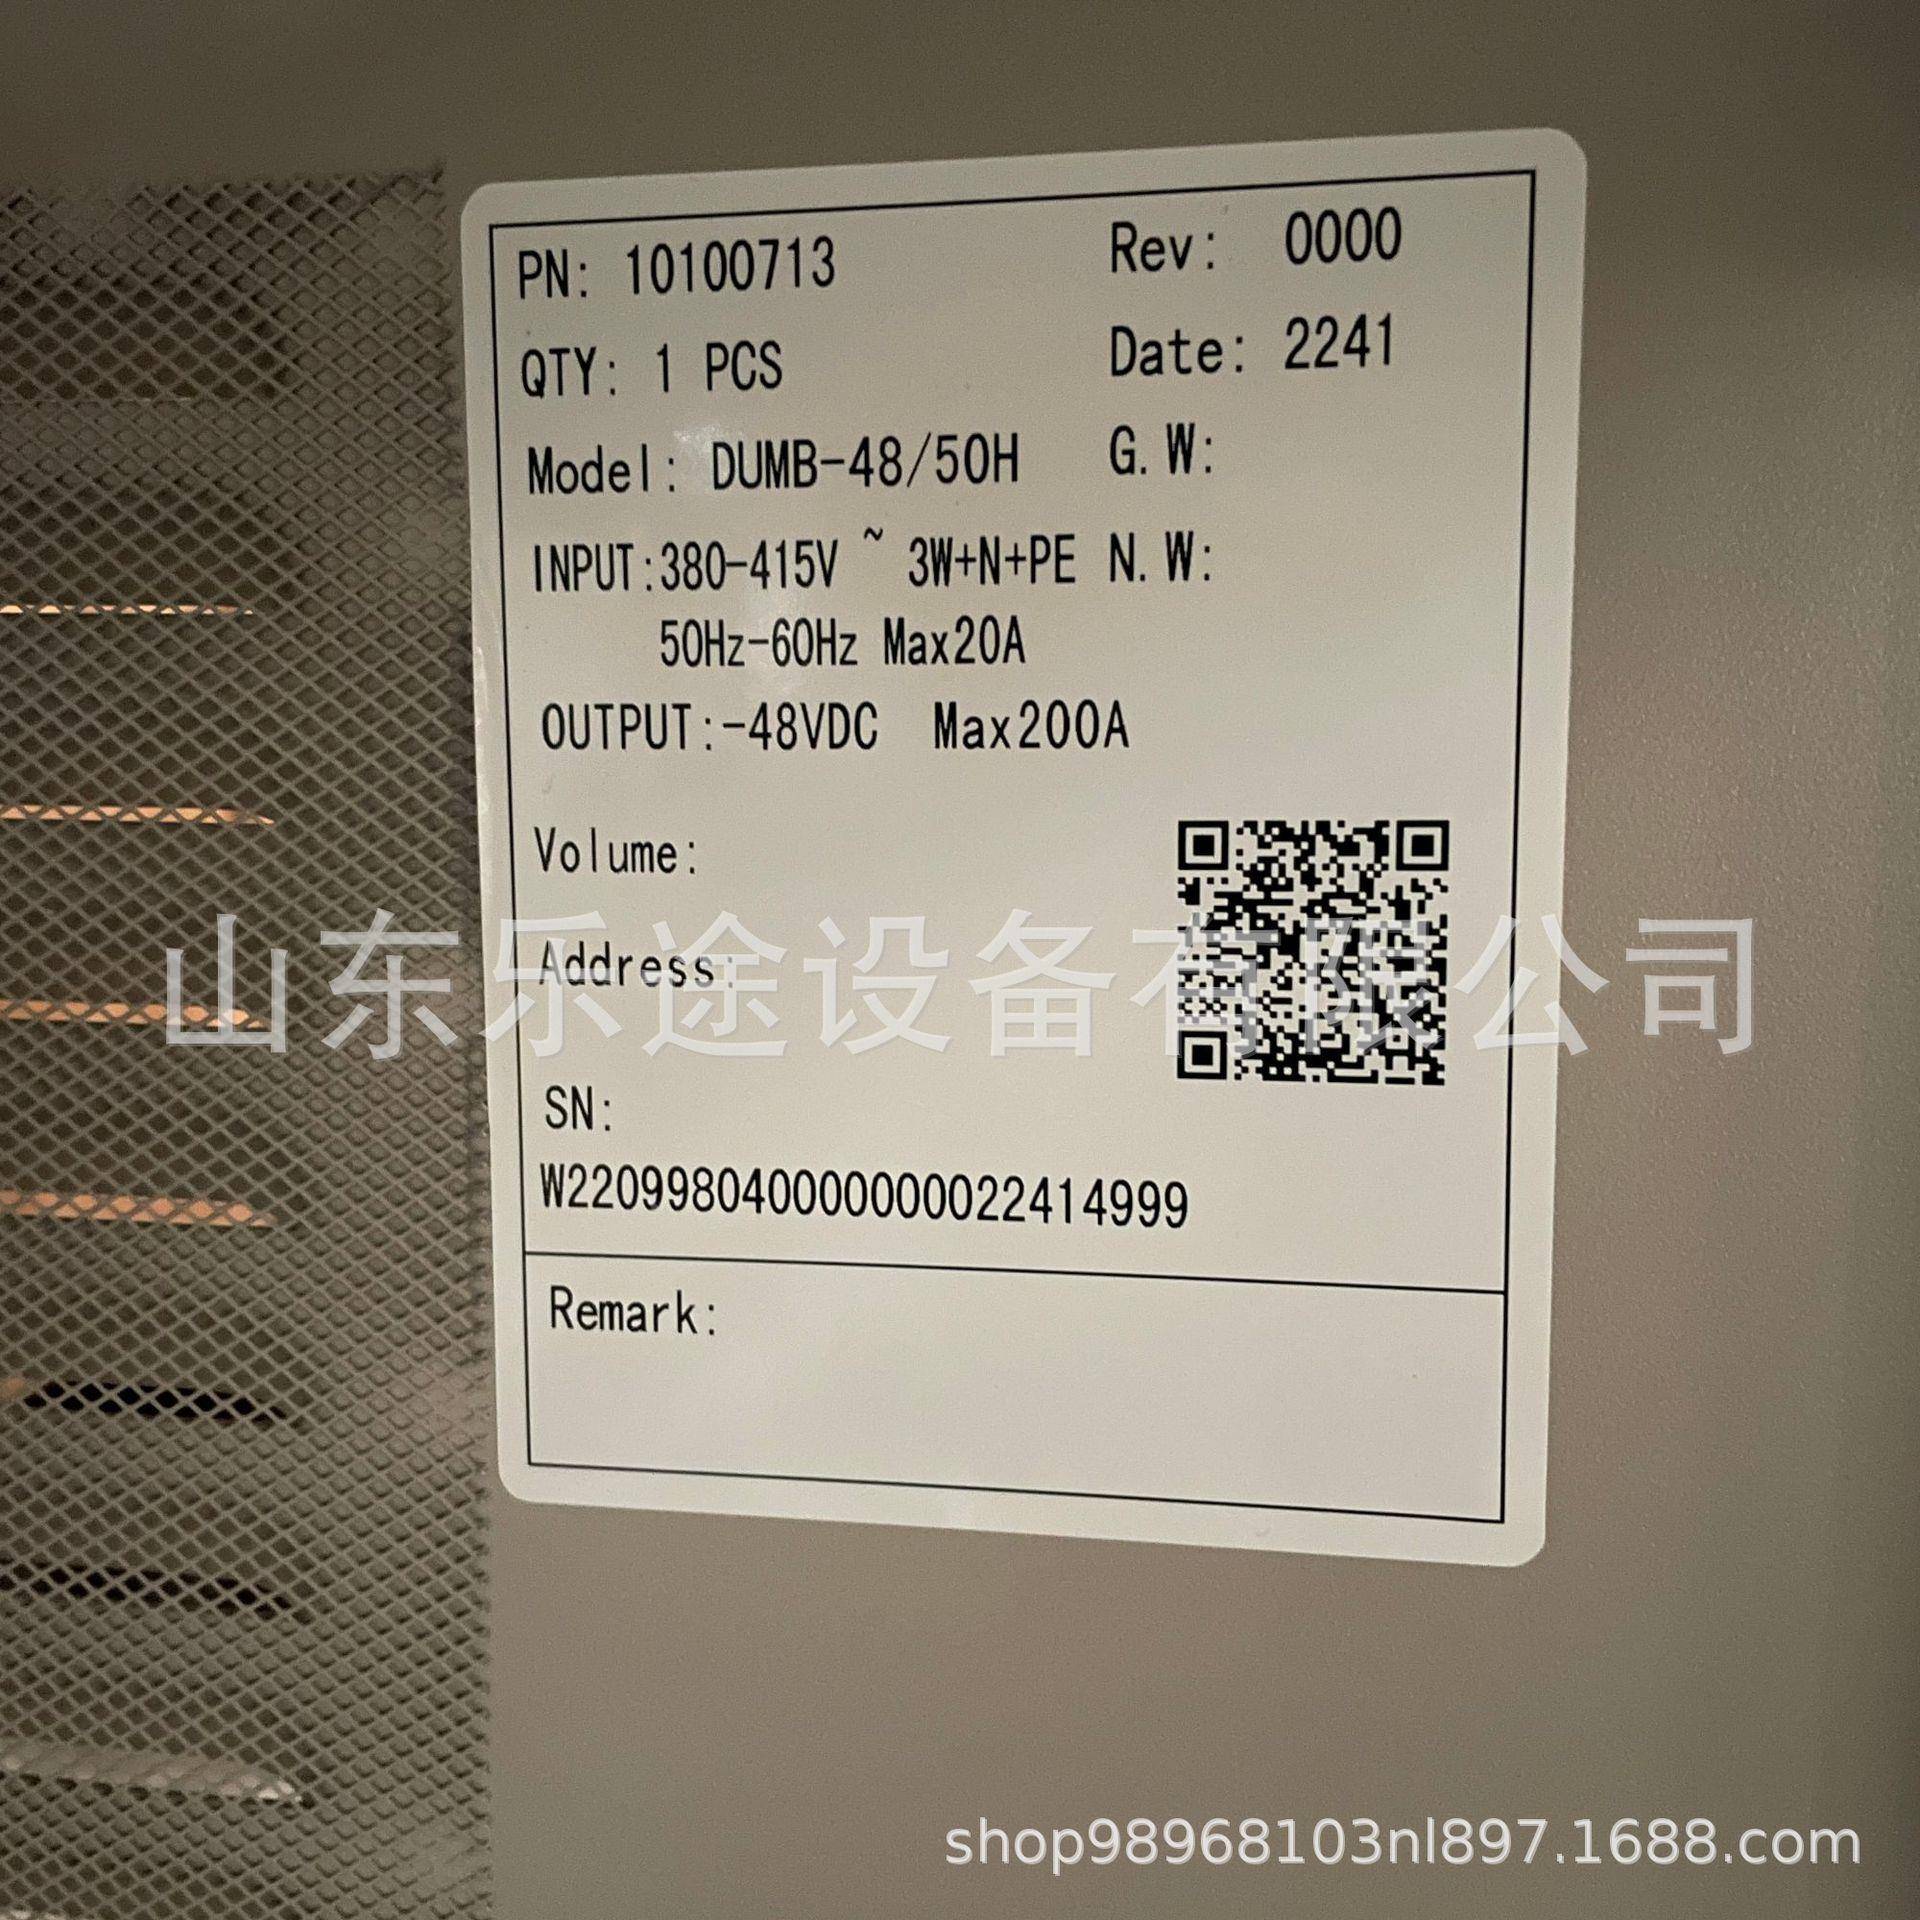 PN: 10100713 Rev: 0000
QTY: 1 PCS Date: 2241
Model: DUMB-48/50H G.W:
INPUT:380-415V ~ 3W+N+PE N.W:
50Hz-60Hz Max20A
OUTPUT:-48VDC Max200A
Volume:
Address:
山东乐途设备有限公司
SN:
W2209980400000000022414999
Remark:
shop98968103nl897.1688.com